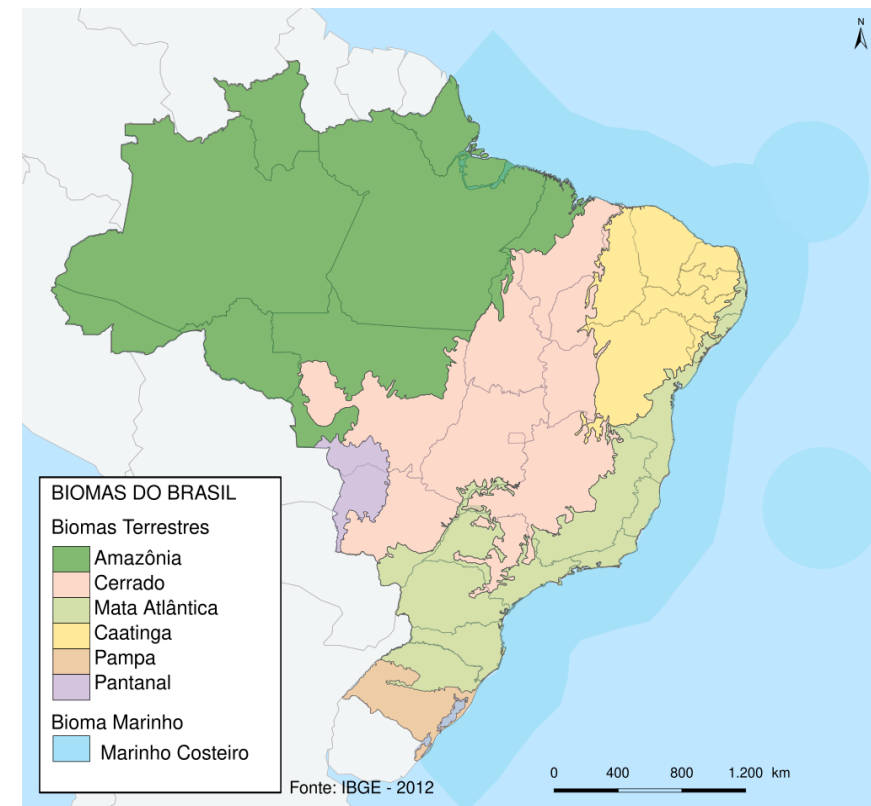 N
BIOMAS DO BRASIL
Biomas Terrestres
Amazônia
Cerrado
Mata Atlântica
Caatinga
Pampa
Pantanal
Bioma Marinho
Marinho Costeiro
Fonte: IBGE - 2012
0 400 800 1.200 km